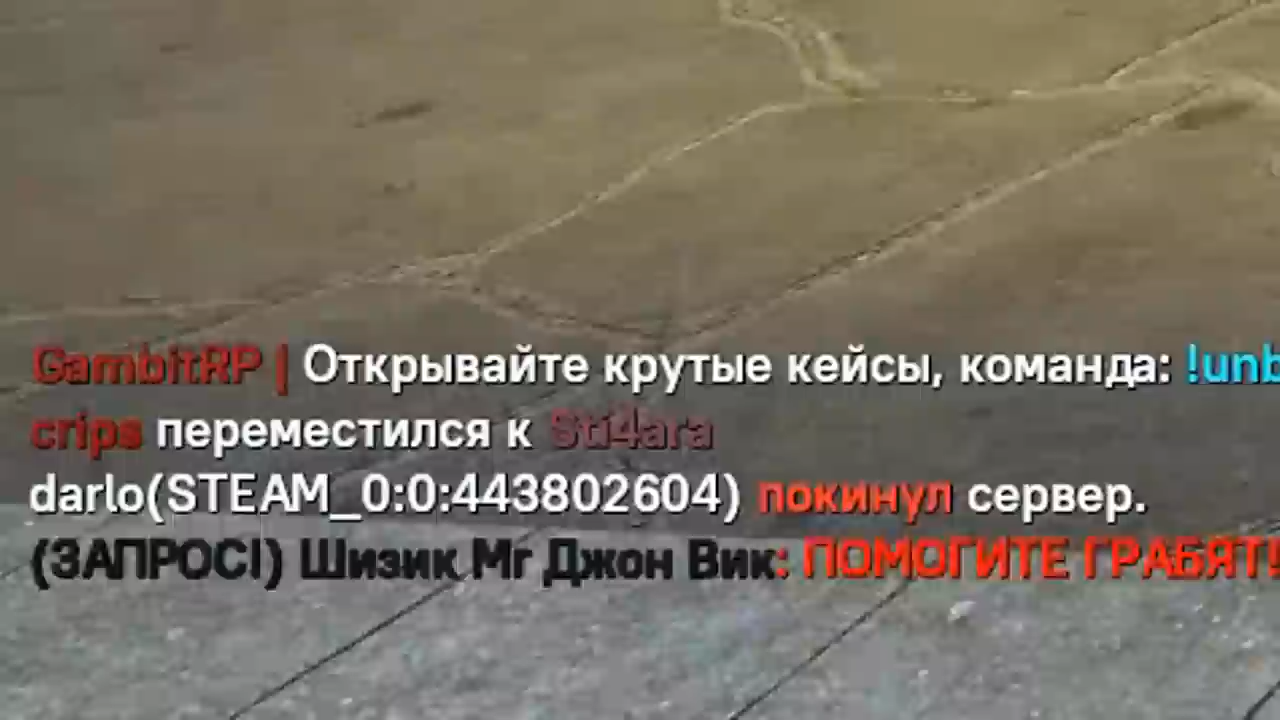 GambitRP | Открывайте крутые кейсы, команда: !unb
crips переместился к Sti4ara
darlo(STEAM_0:0:443802604) покинул сервер.
(ЗАПРОС!) Шизик Мг Джон Вик: ПОМОГИТЕ ГРАБЯТ!